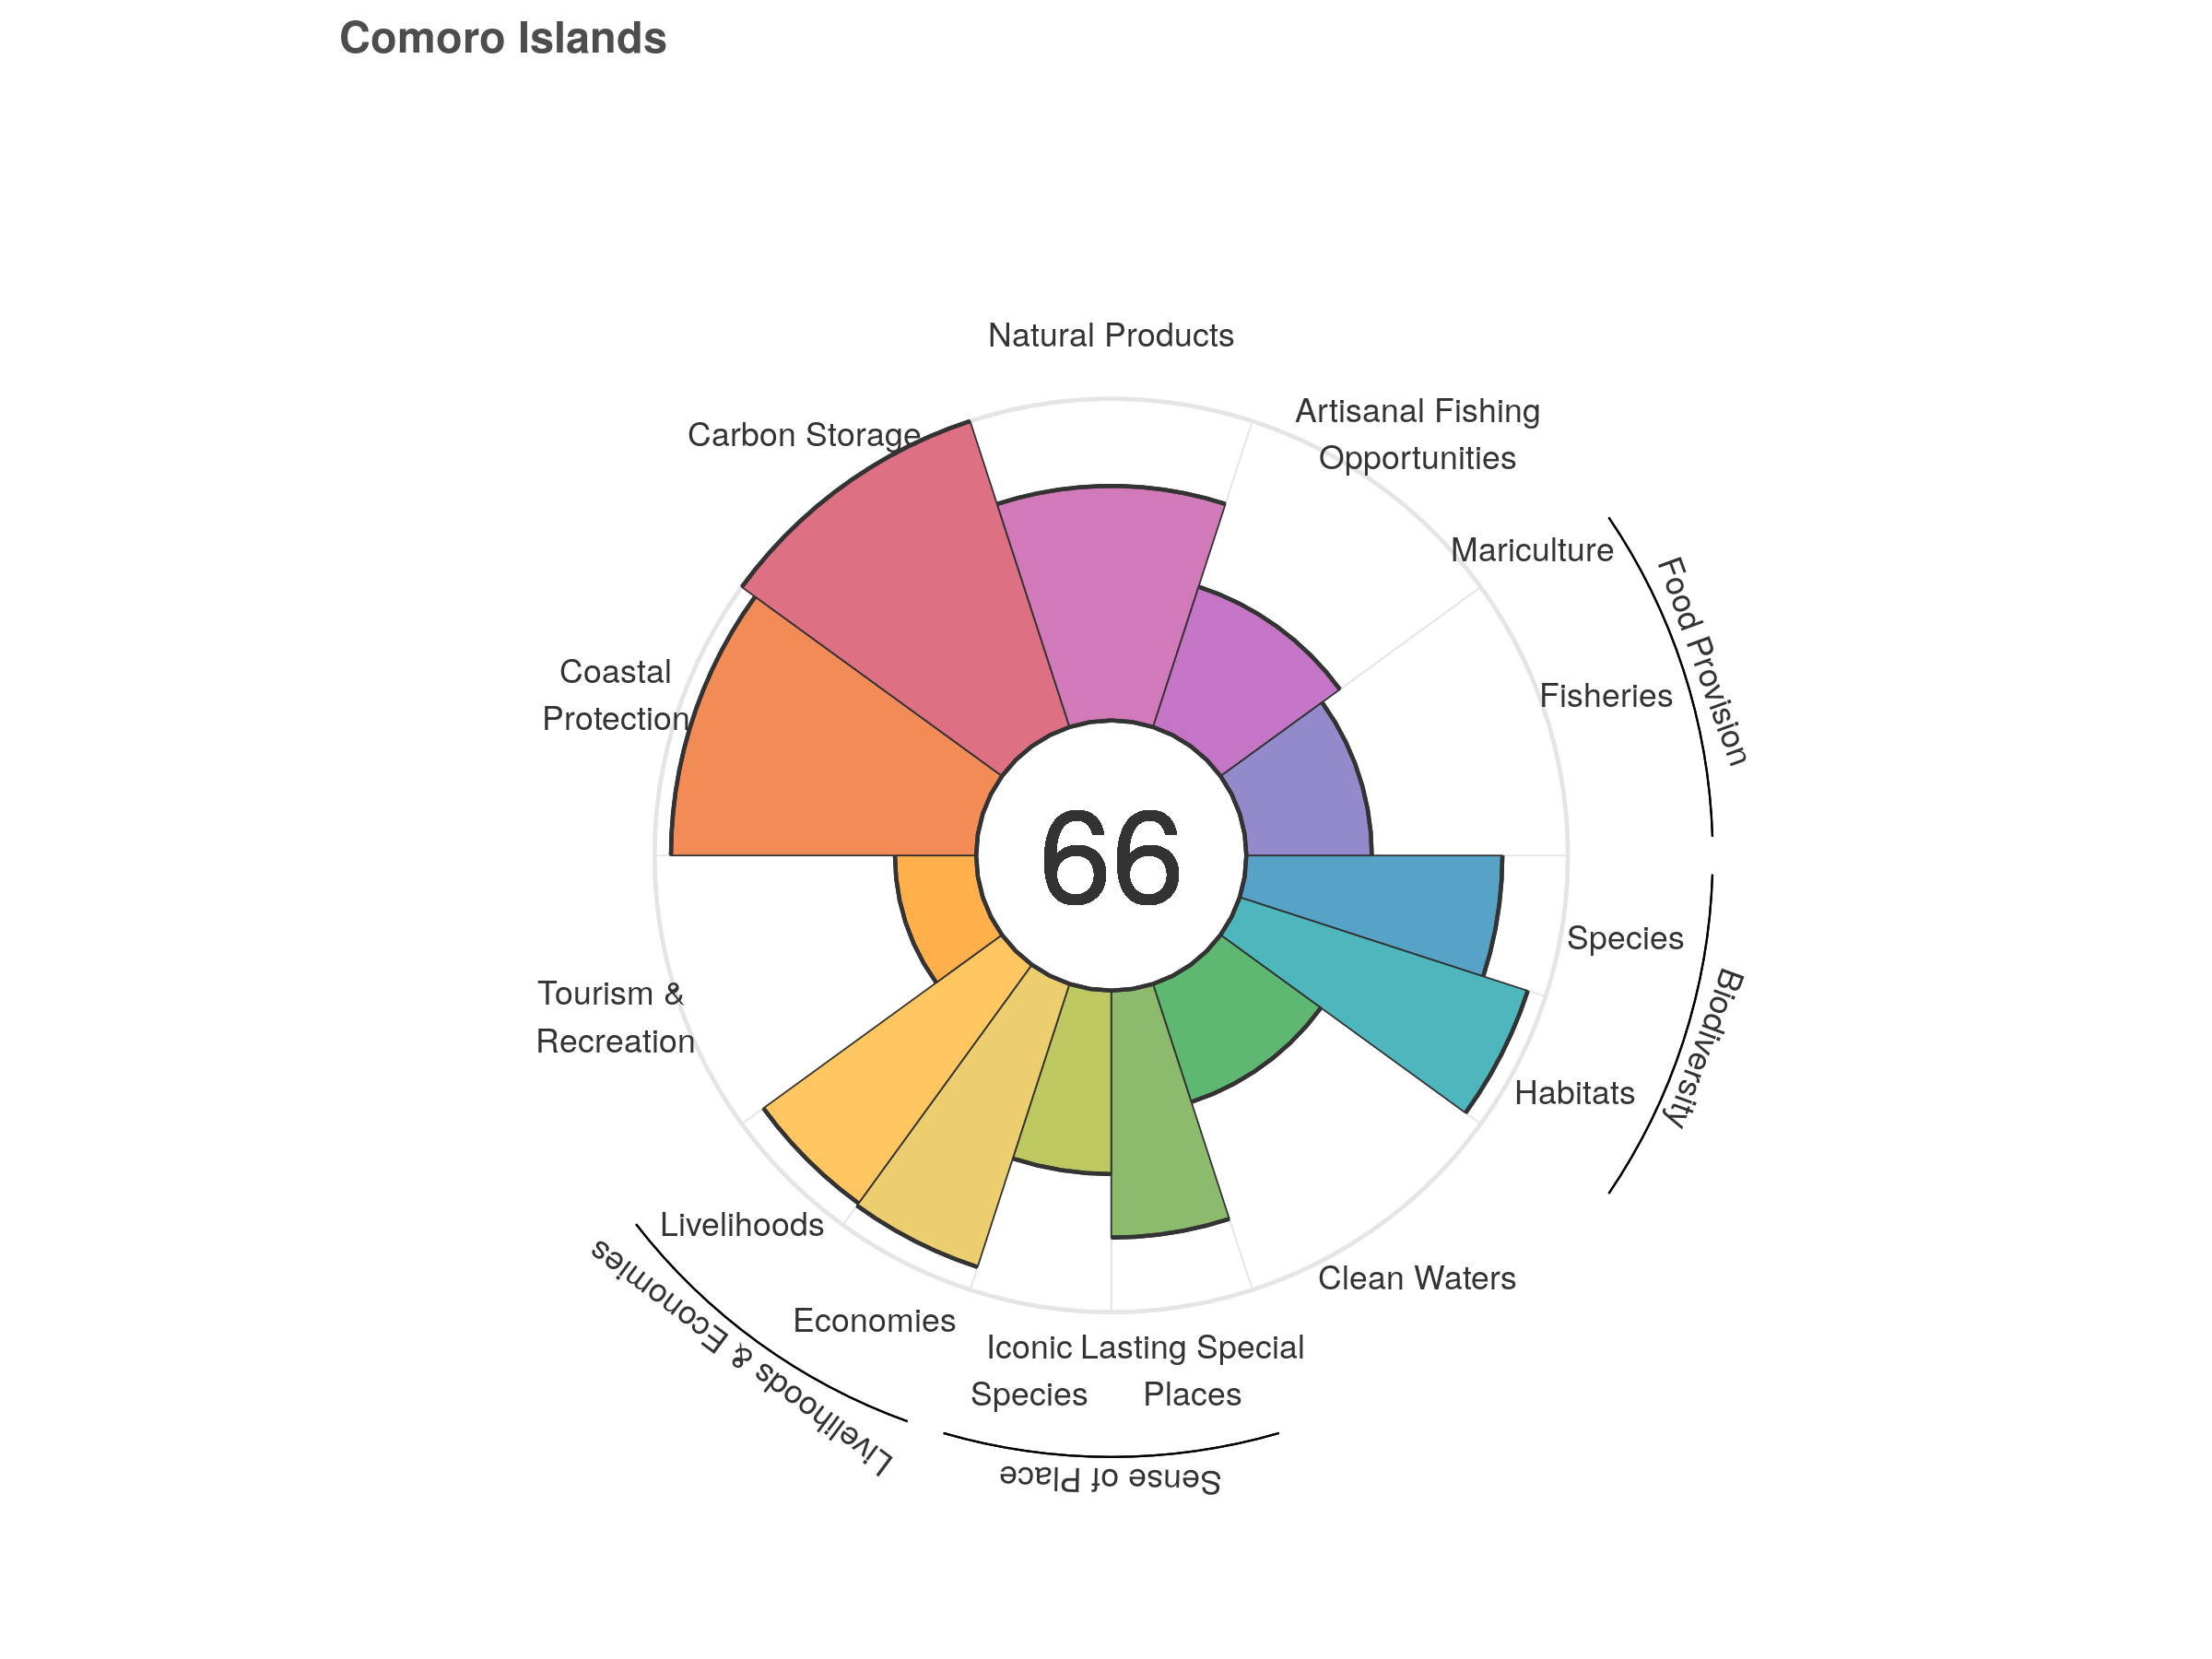 Comoro Islands
Natural Products
Artisanal Fishing
Opportunities
Carbon Storage
Mariculture
Food Provision
Fisheries
Coastal
Protection
66
Species
Biodiversity
Habitats
Tourism &
Recreation
Livelihoods
Clean Waters
Economies
Livelihoods & Economies
Iconic
Species
Lasting Special
Places
Sense of Place